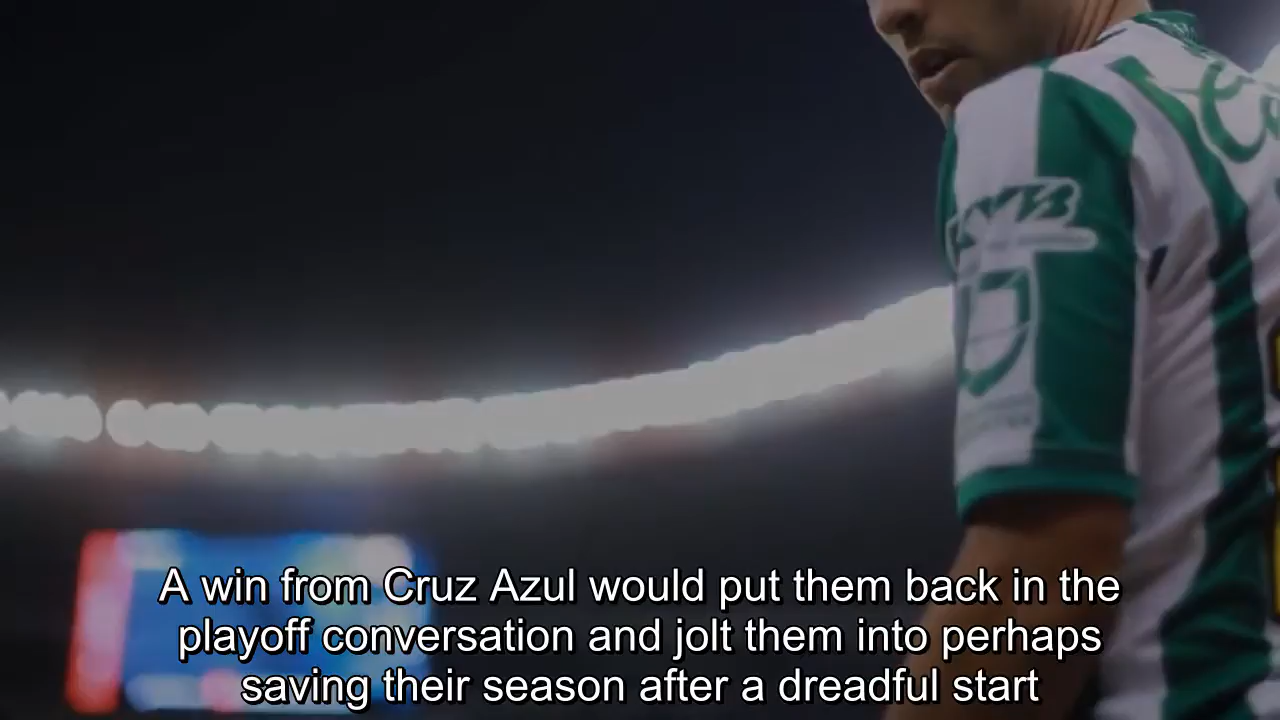 A win from Cruz Azul would put them back in the
playoff conversation and jolt them into perhaps
saving their season after a dreadful start